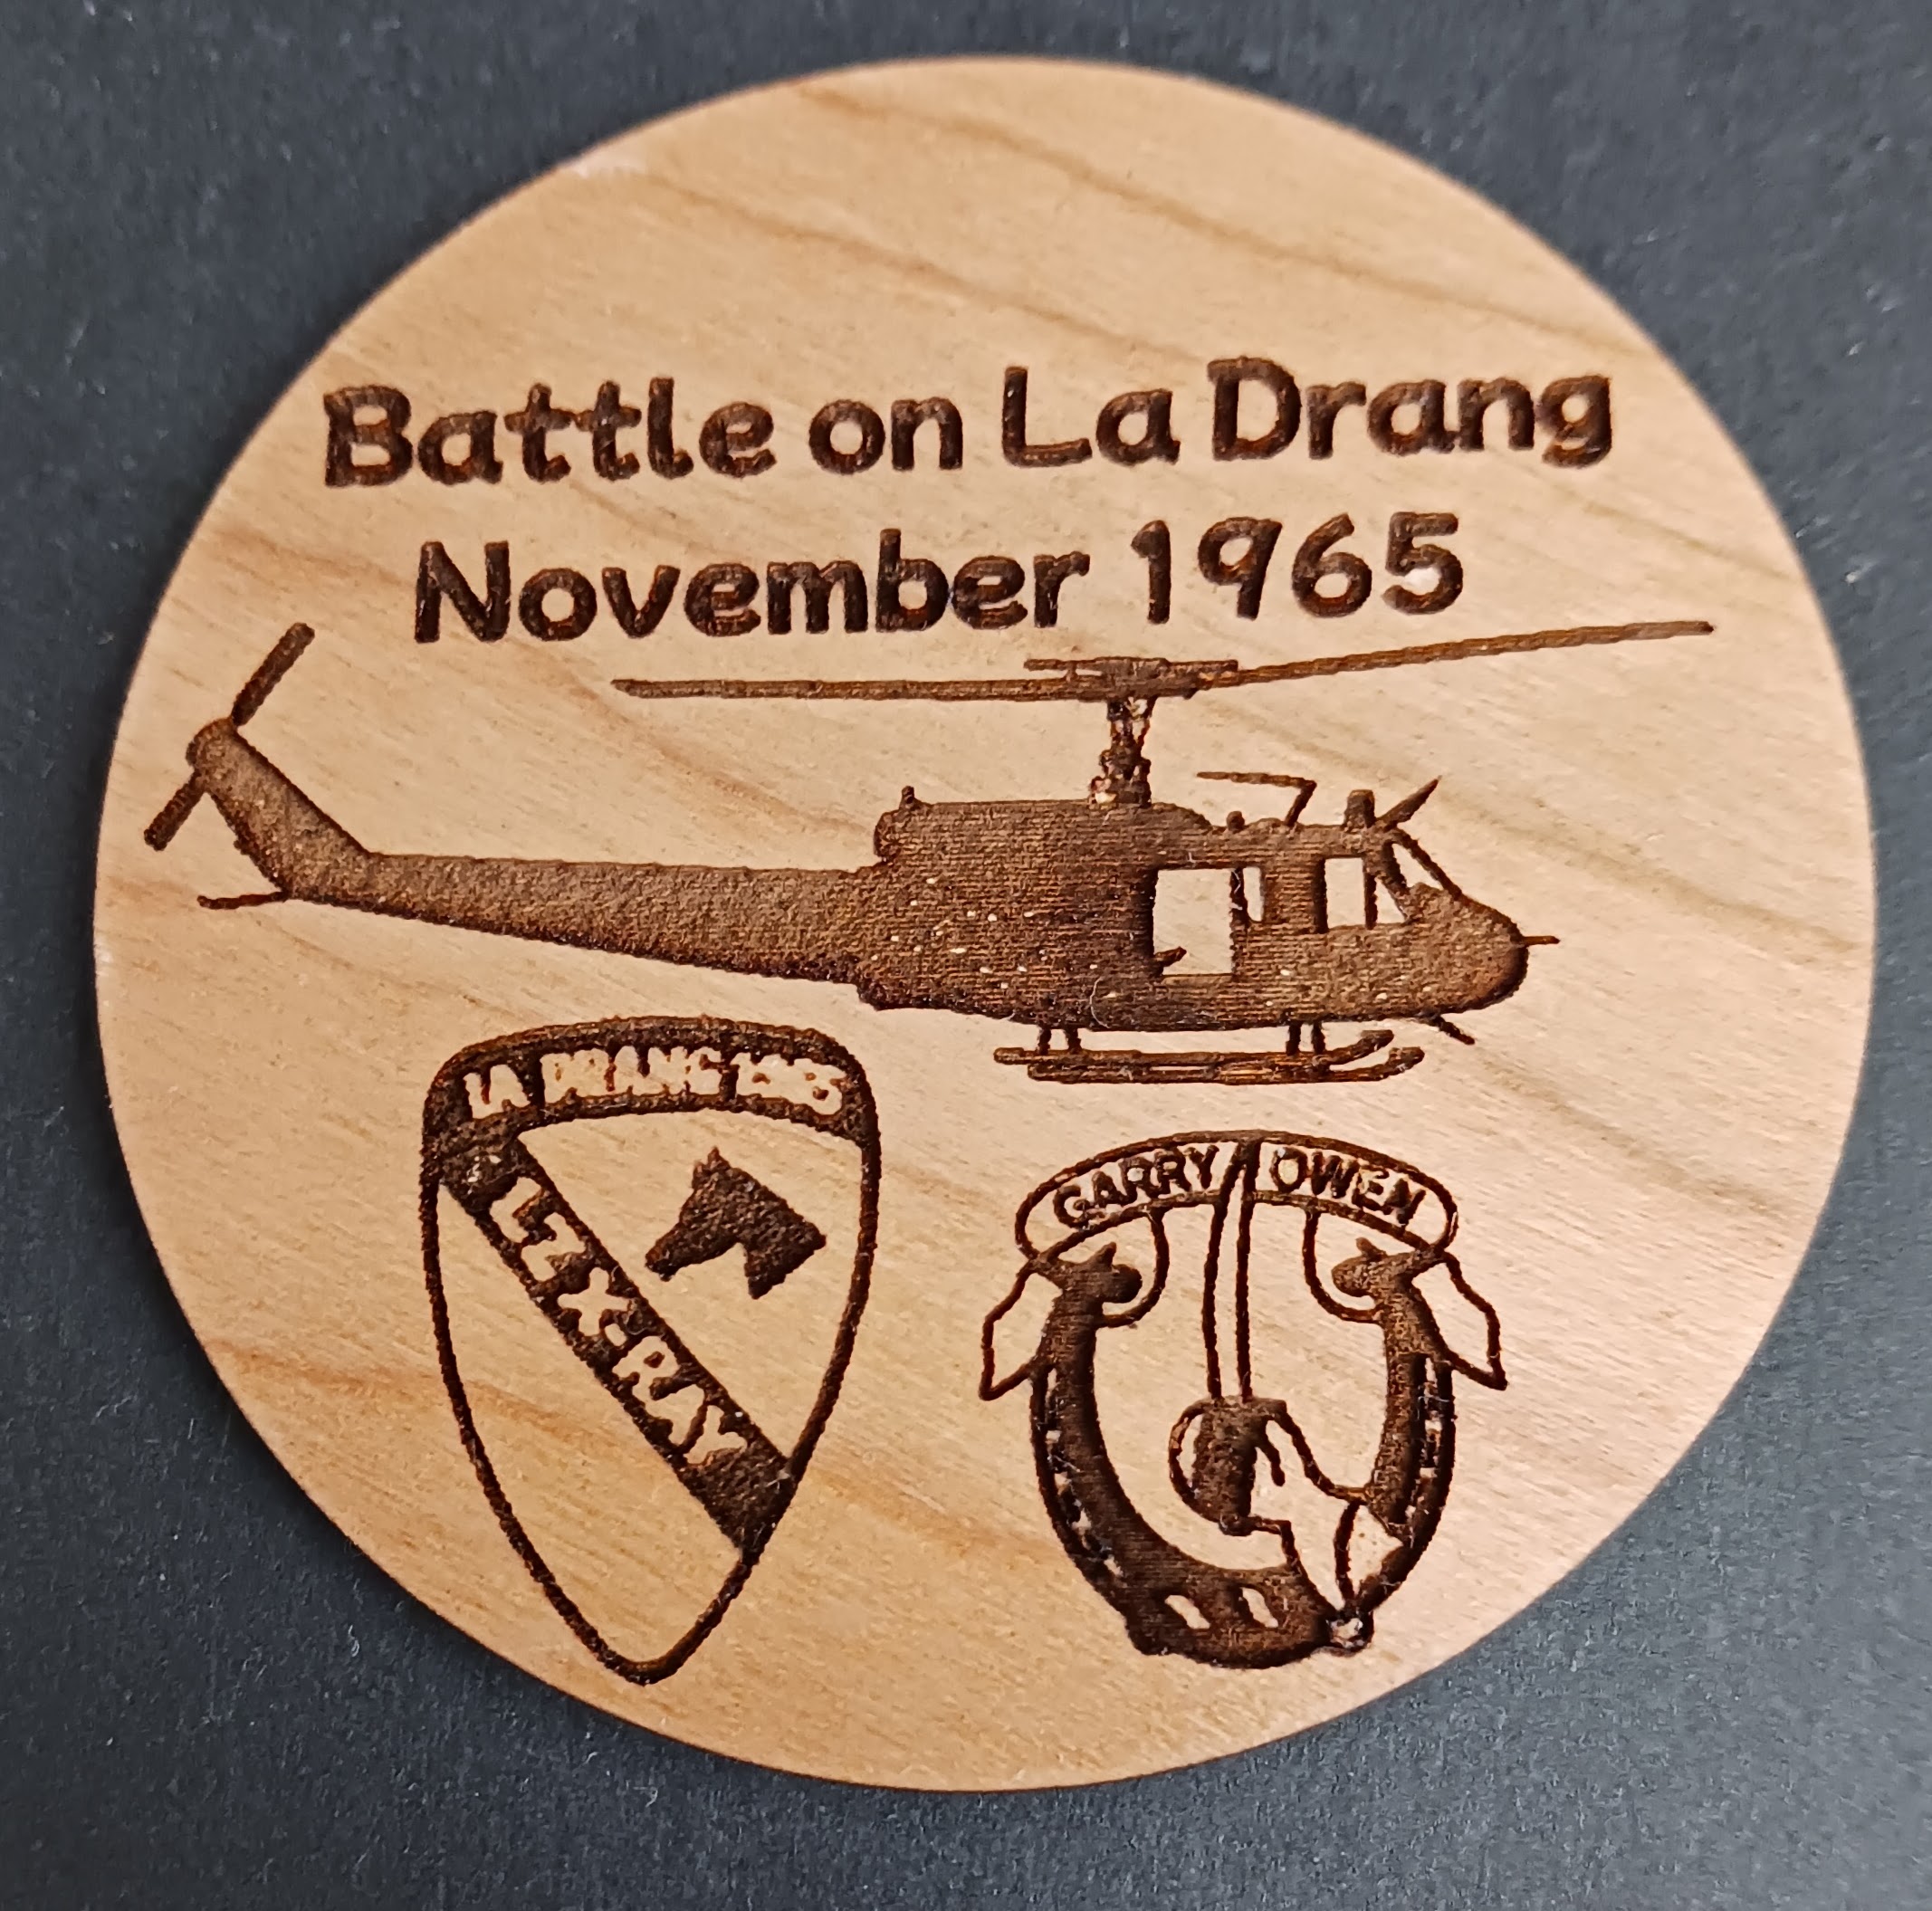 Battle on La Drang
November 1965
LA DRANG 1965
LZ X-RAY
GARRY OWEN